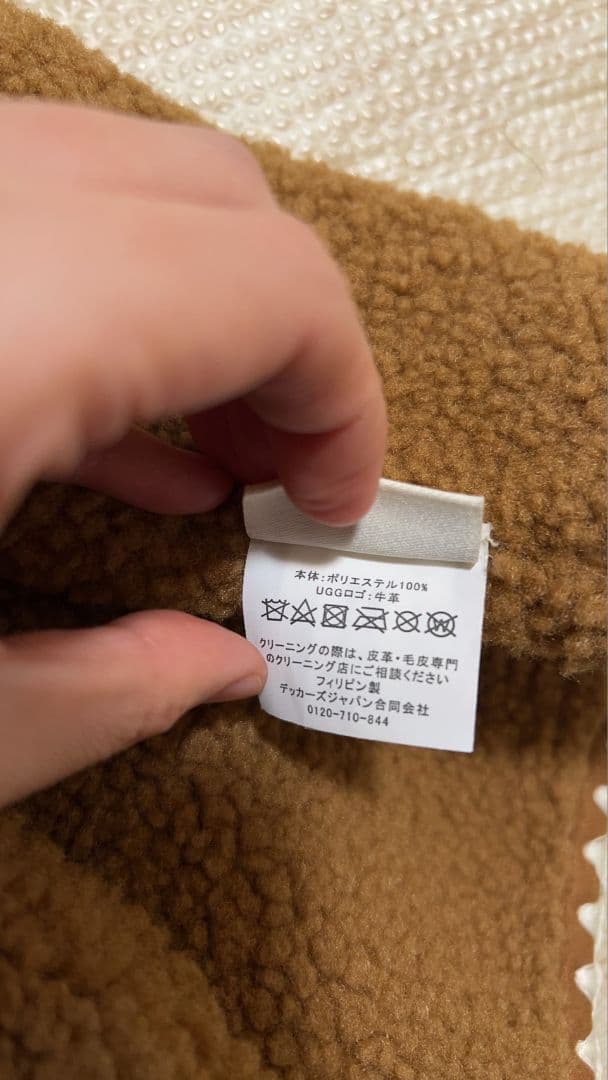 本体:ポリエステル100%
UGGロゴ:牛革
クリーニングの際は、皮革・毛皮専門
のクリーニング店にご相談ください
フィリピン製
デッカーズジャパン合同会社
0120-710-844